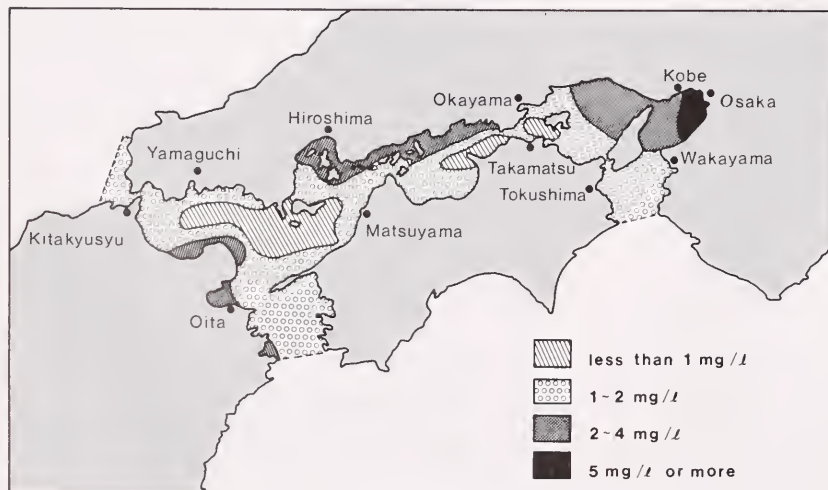 Kobe
Okayama
Osaka
Hiroshima
Yamaguchi
Takamatsu
Wakayama
Tokushima
Kitakyusyu
Matsuyama
Oita
less than 1 mg/ℓ
1~2 mg/ℓ
2~4 mg/ℓ
5 mg/ℓ or more